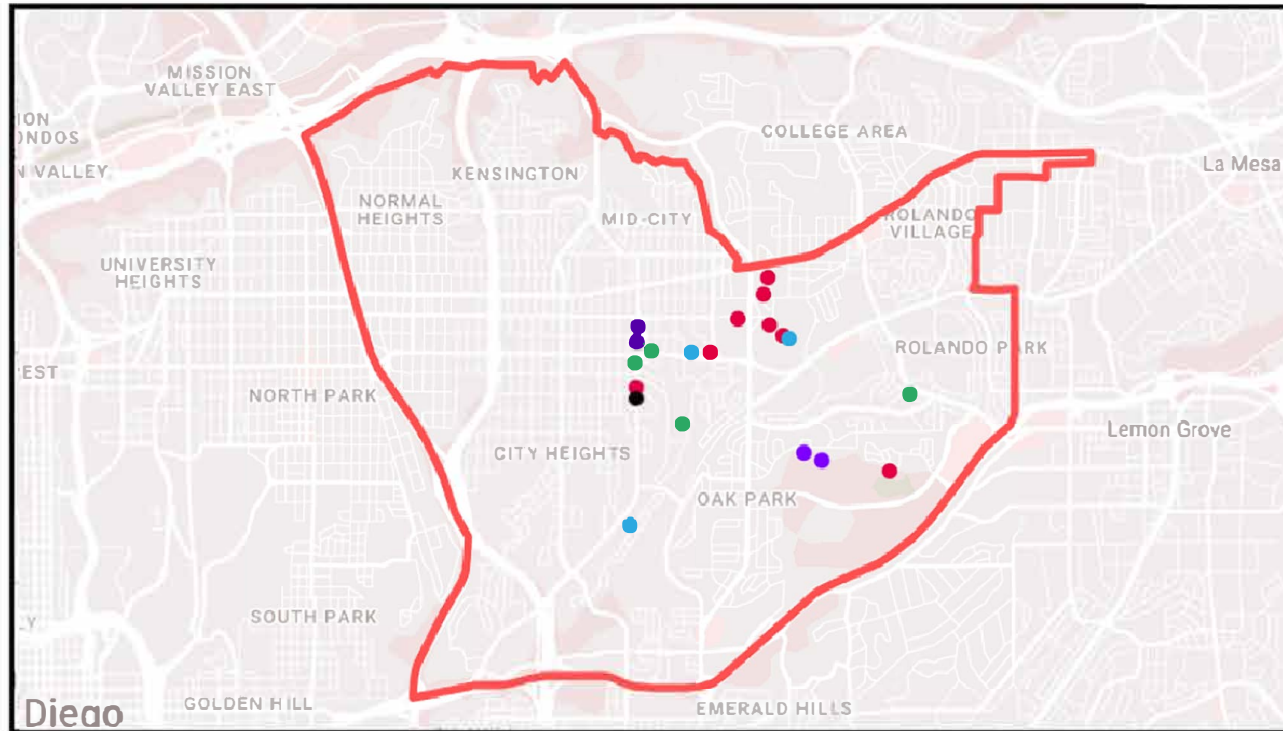 MISSION
VALLEY EAST
ION
ONDOS
N VALLEY
COLLEGE AREA
La Mesa
KENSINGTON
NORMAL
HEIGHTS
MID-CITY
ROLANDO
VILLAGE
UNIVERSITY
HEIGHTS
ROLANDO PARK
EST
NORTH PARK
Lemon Grove
CITY HEIGHTS
OAK PARK
SOUTH PARK
Y
GOLDEN HILL
EMERALD HILLS
Diego